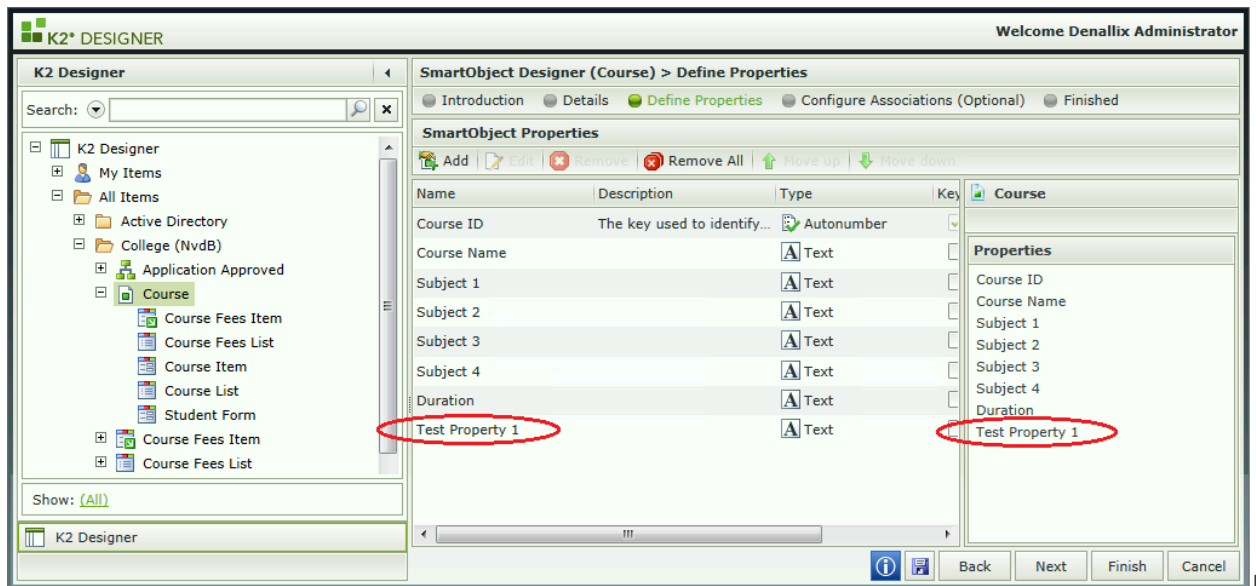 K2* DESIGNER
Welcome Denallix Administrator
K2 Designer
Search:
K2 Designer
My Items
All Items
Active Directory
College (NvdB)
Application Approved
Course
Course Fees Item
Course Fees List
Course Item
Course List
Student Form
Course Fees Item
Course Fees List
Show: (All)
K2 Designer
SmartObject Designer (Course) > Define Properties
Introduction Details Define Properties Configure Associations (Optional) Finished
SmartObject Properties
Add Edit Remove Remove All Move up Move down
Name Description Type Key
Course ID The key used to identify... Autonumber
Course Name A Text
Subject 1 A Text
Subject 2 A Text
Subject 3 A Text
Subject 4 A Text
Duration A Text
Test Property 1 A Text
Course
Properties
Course ID
Course Name
Subject 1
Subject 2
Subject 3
Subject 4
Duration
Test Property 1
Back Next Finish Cancel